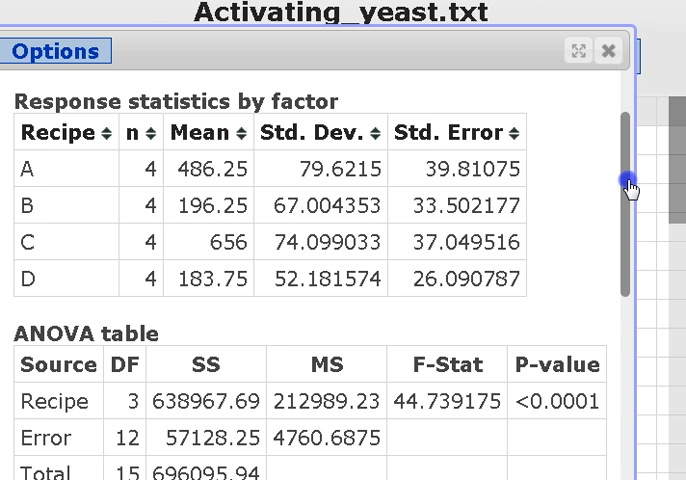 Activating_yeast.txt
Options
Response statistics by factor
Recipe n Mean Std. Dev. Std. Error
A 4 486.25 79.6215 39.81075
B 4 196.25 67.004353 33.502177
C 4 656 74.099033 37.049516
D 4 183.75 52.181574 26.090787
ANOVA table
Source DF SS MS F-Stat P-value
Recipe 3 638967.69 212989.23 44.739175 <0.0001
Error 12 57128.25 4760.6875
Total 15 696095.94